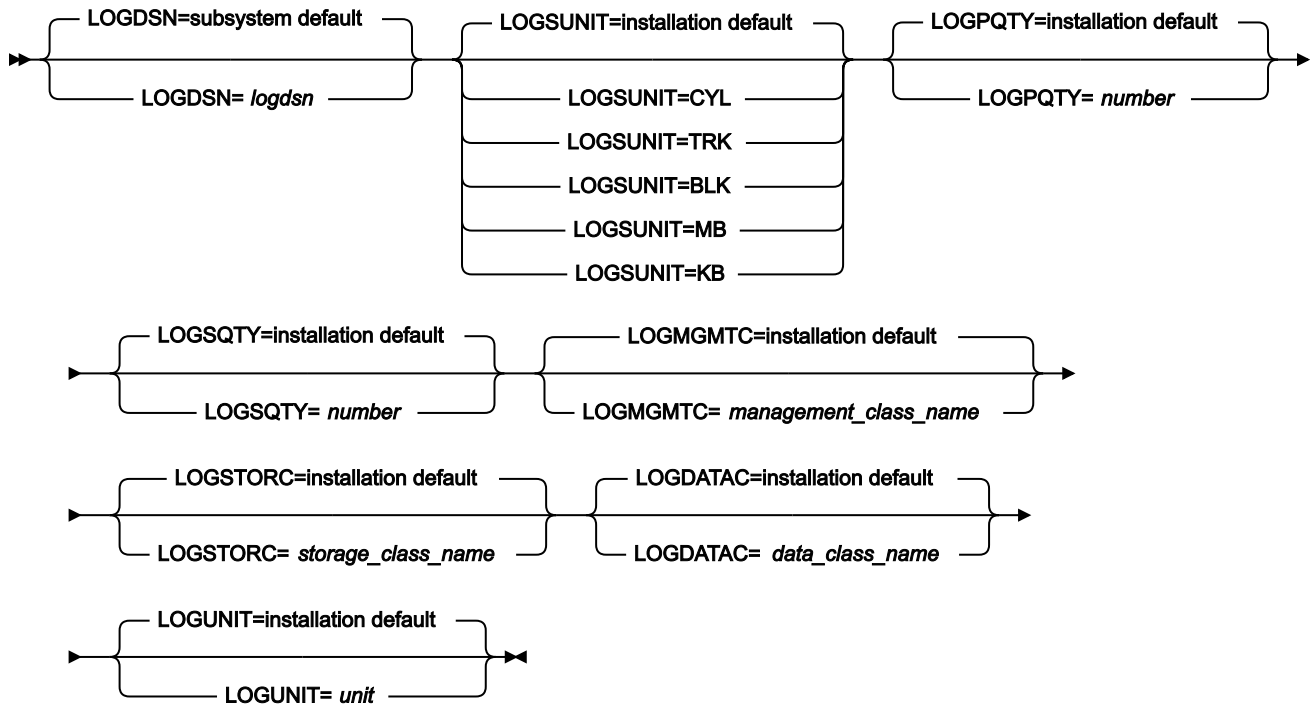 LOGDSN=subsystem default
LOGDSN= logdsn
LOGSUNIT=installation default
LOGSUNIT=CYL
LOGSUNIT=TRK
LOGSUNIT=BLK
LOGSUNIT=MB
LOGSUNIT=KB
LOGPQTY=installation default
LOGPQTY= number
LOGSQTY=installation default
LOGSQTY= number
LOGMGMTC=installation default
LOGMGMTC= management_class_name
LOGSTORC=installation default
LOGSTORC= storage_class_name
LOGDATAC=installation default
LOGDATAC= data_class_name
LOGUNIT=installation default
LOGUNIT= unit